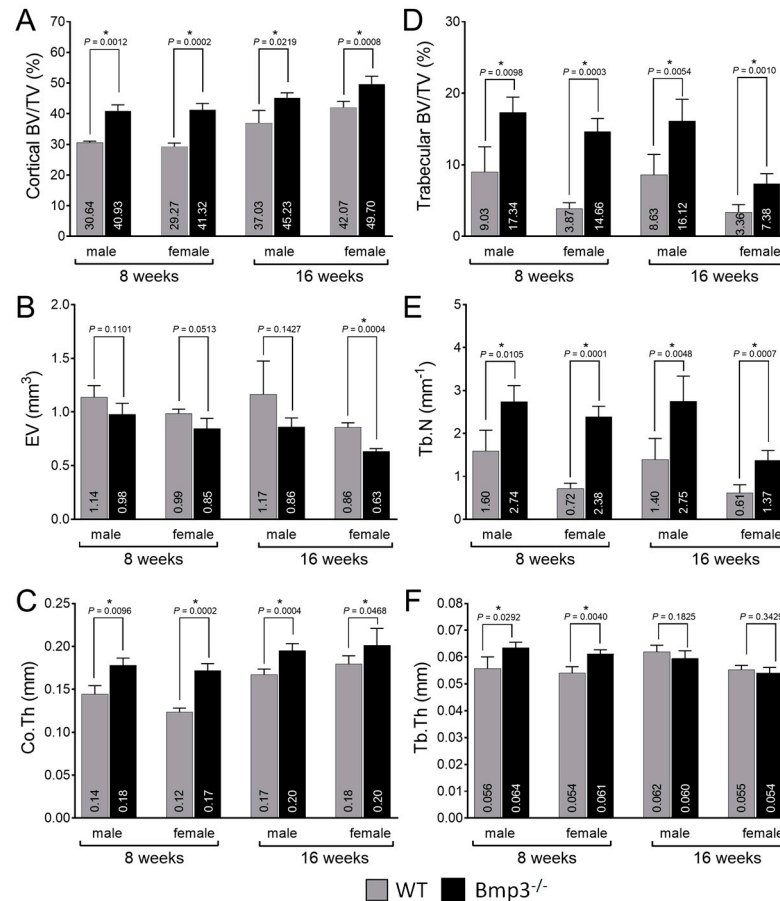 A
Cortical BV/TV (%)
70
60
50
40
30
20
10
0
*
P = 0.0012
*
P = 0.0002
*
P = 0.0219
*
P = 0.0008
30.64
40.93
29.27
41.32
37.03
45.23
42.07
49.70
male female male female
8 weeks 16 weeks
D
Trabecular BV/TV (%)
30
20
10
0
*
P = 0.0098
*
P = 0.0003
*
P = 0.0054
*
P = 0.0010
9.03
17.34
3.87
14.66
8.63
16.12
3.36
7.38
male female male female
8 weeks 16 weeks
B
EV (mm³)
2.0
1.5
1.0
0.5
0.0
P = 0.1101
P = 0.0513
P = 0.1427
*
P = 0.0004
1.14
0.98
0.99
0.85
1.17
0.86
0.86
0.63
male female male female
8 weeks 16 weeks
E
Tb.N (mm⁻¹)
5
4
3
2
1
0
*
P = 0.0105
*
P = 0.0001
*
P = 0.0048
*
P = 0.0007
1.60
2.74
0.72
2.38
1.40
2.75
0.61
1.37
male female male female
8 weeks 16 weeks
C
Co.Th (mm)
0.25
0.20
0.15
0.10
0.05
0.00
*
P = 0.0096
*
P = 0.0002
*
P = 0.0004
*
P = 0.0468
0.14
0.18
0.12
0.17
0.17
0.20
0.18
0.20
male female male female
8 weeks 16 weeks
F
Tb.Th (mm)
0.08
0.07
0.06
0.05
0.04
0.03
0.02
0.01
0.00
*
P = 0.0292
*
P = 0.0040
P = 0.1825
P = 0.3429
0.056
0.064
0.054
0.061
0.062
0.060
0.055
0.054
male female male female
8 weeks 16 weeks
WT Bmp3⁻/⁻